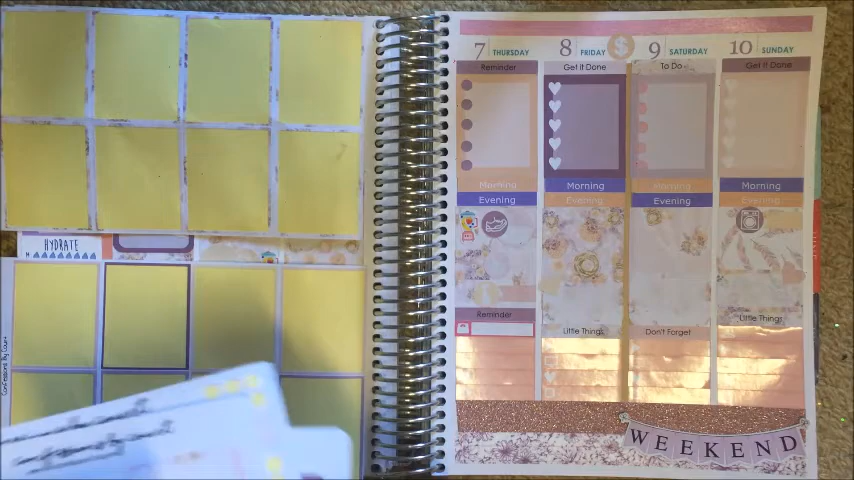 7 THURSDAY 8 FRIDAY $ 9 SATURDAY 10 SUNDAY
Reminder Get It Done To Do Get It Done
Morning Morning Morning Morning
Evening Evening Evening Evening
HYDRATE
Reminder Little Things Don't Forget Little Things
WEEKEND